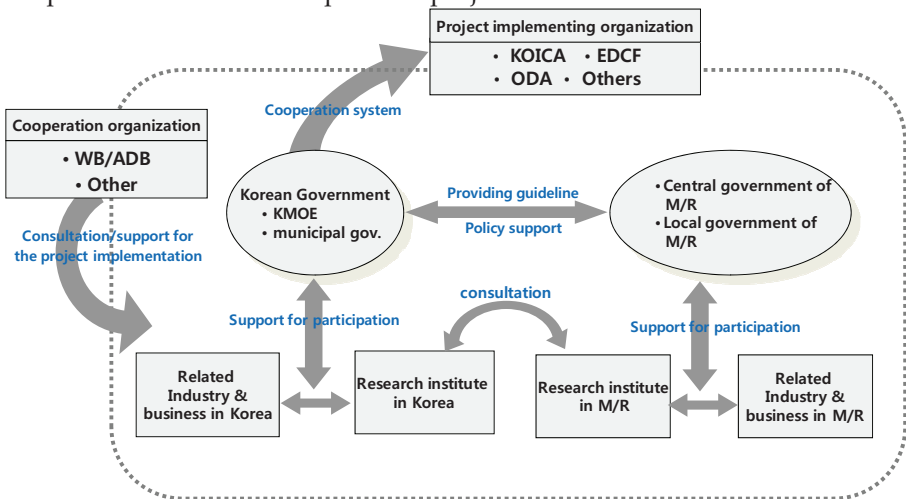 Project implementing organization
• KOICA • EDCF
• ODA • Others
Cooperation system
Cooperation organization
• WB/ADB
• Other
Korean Government
• KMOE
• municipal gov.
Providing guideline
Policy support
• Central government of
M/R
• Local government of
M/R
Consultation/support for
the project implementation
consultation
Support for participation
Support for participation
Related
Industry &
business in Korea
Research institute
in Korea
Research institute
in M/R
Related
Industry &
business in M/R